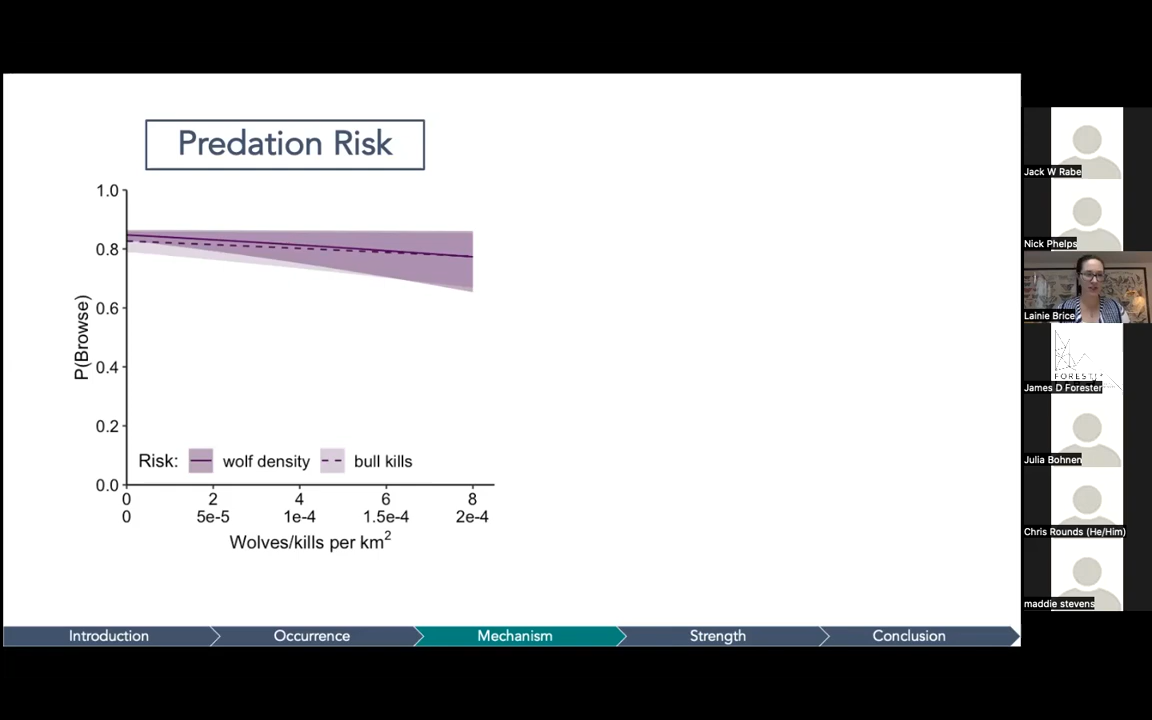 Predation Risk
1.0
0.8
0.6
0.4
0.2
0.0
P(Browse)
Risk: wolf density bull kills
0 2 4 6 8
0 5e-5 1e-4 1.5e-4 2e-4
Wolves/kills per km2
Introduction Occurrence Mechanism Strength Conclusion
Jack W Rabe
Nick Phelps
Lainie Brice
FOREST
James D Forester
Julia Bohnen
Chris Rounds (He/Him)
maddie stevens